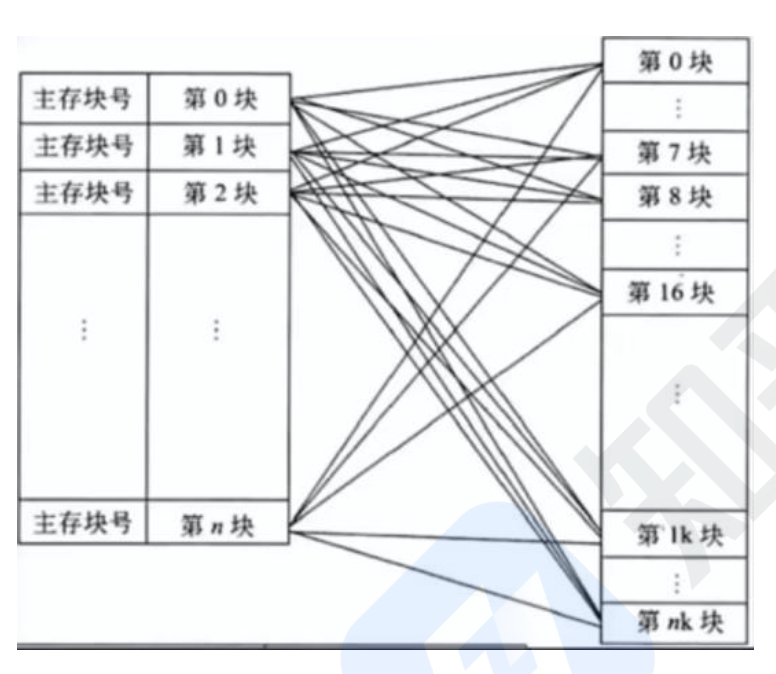 主存块号 第 0 块
主存块号 第 1 块
主存块号 第 2 块
⋮ ⋮
主存块号 第 n 块
第 0 块
⋮
第 7 块
第 8 块
⋮
第 16 块
⋮
第 1k 块
⋮
第 nk 块